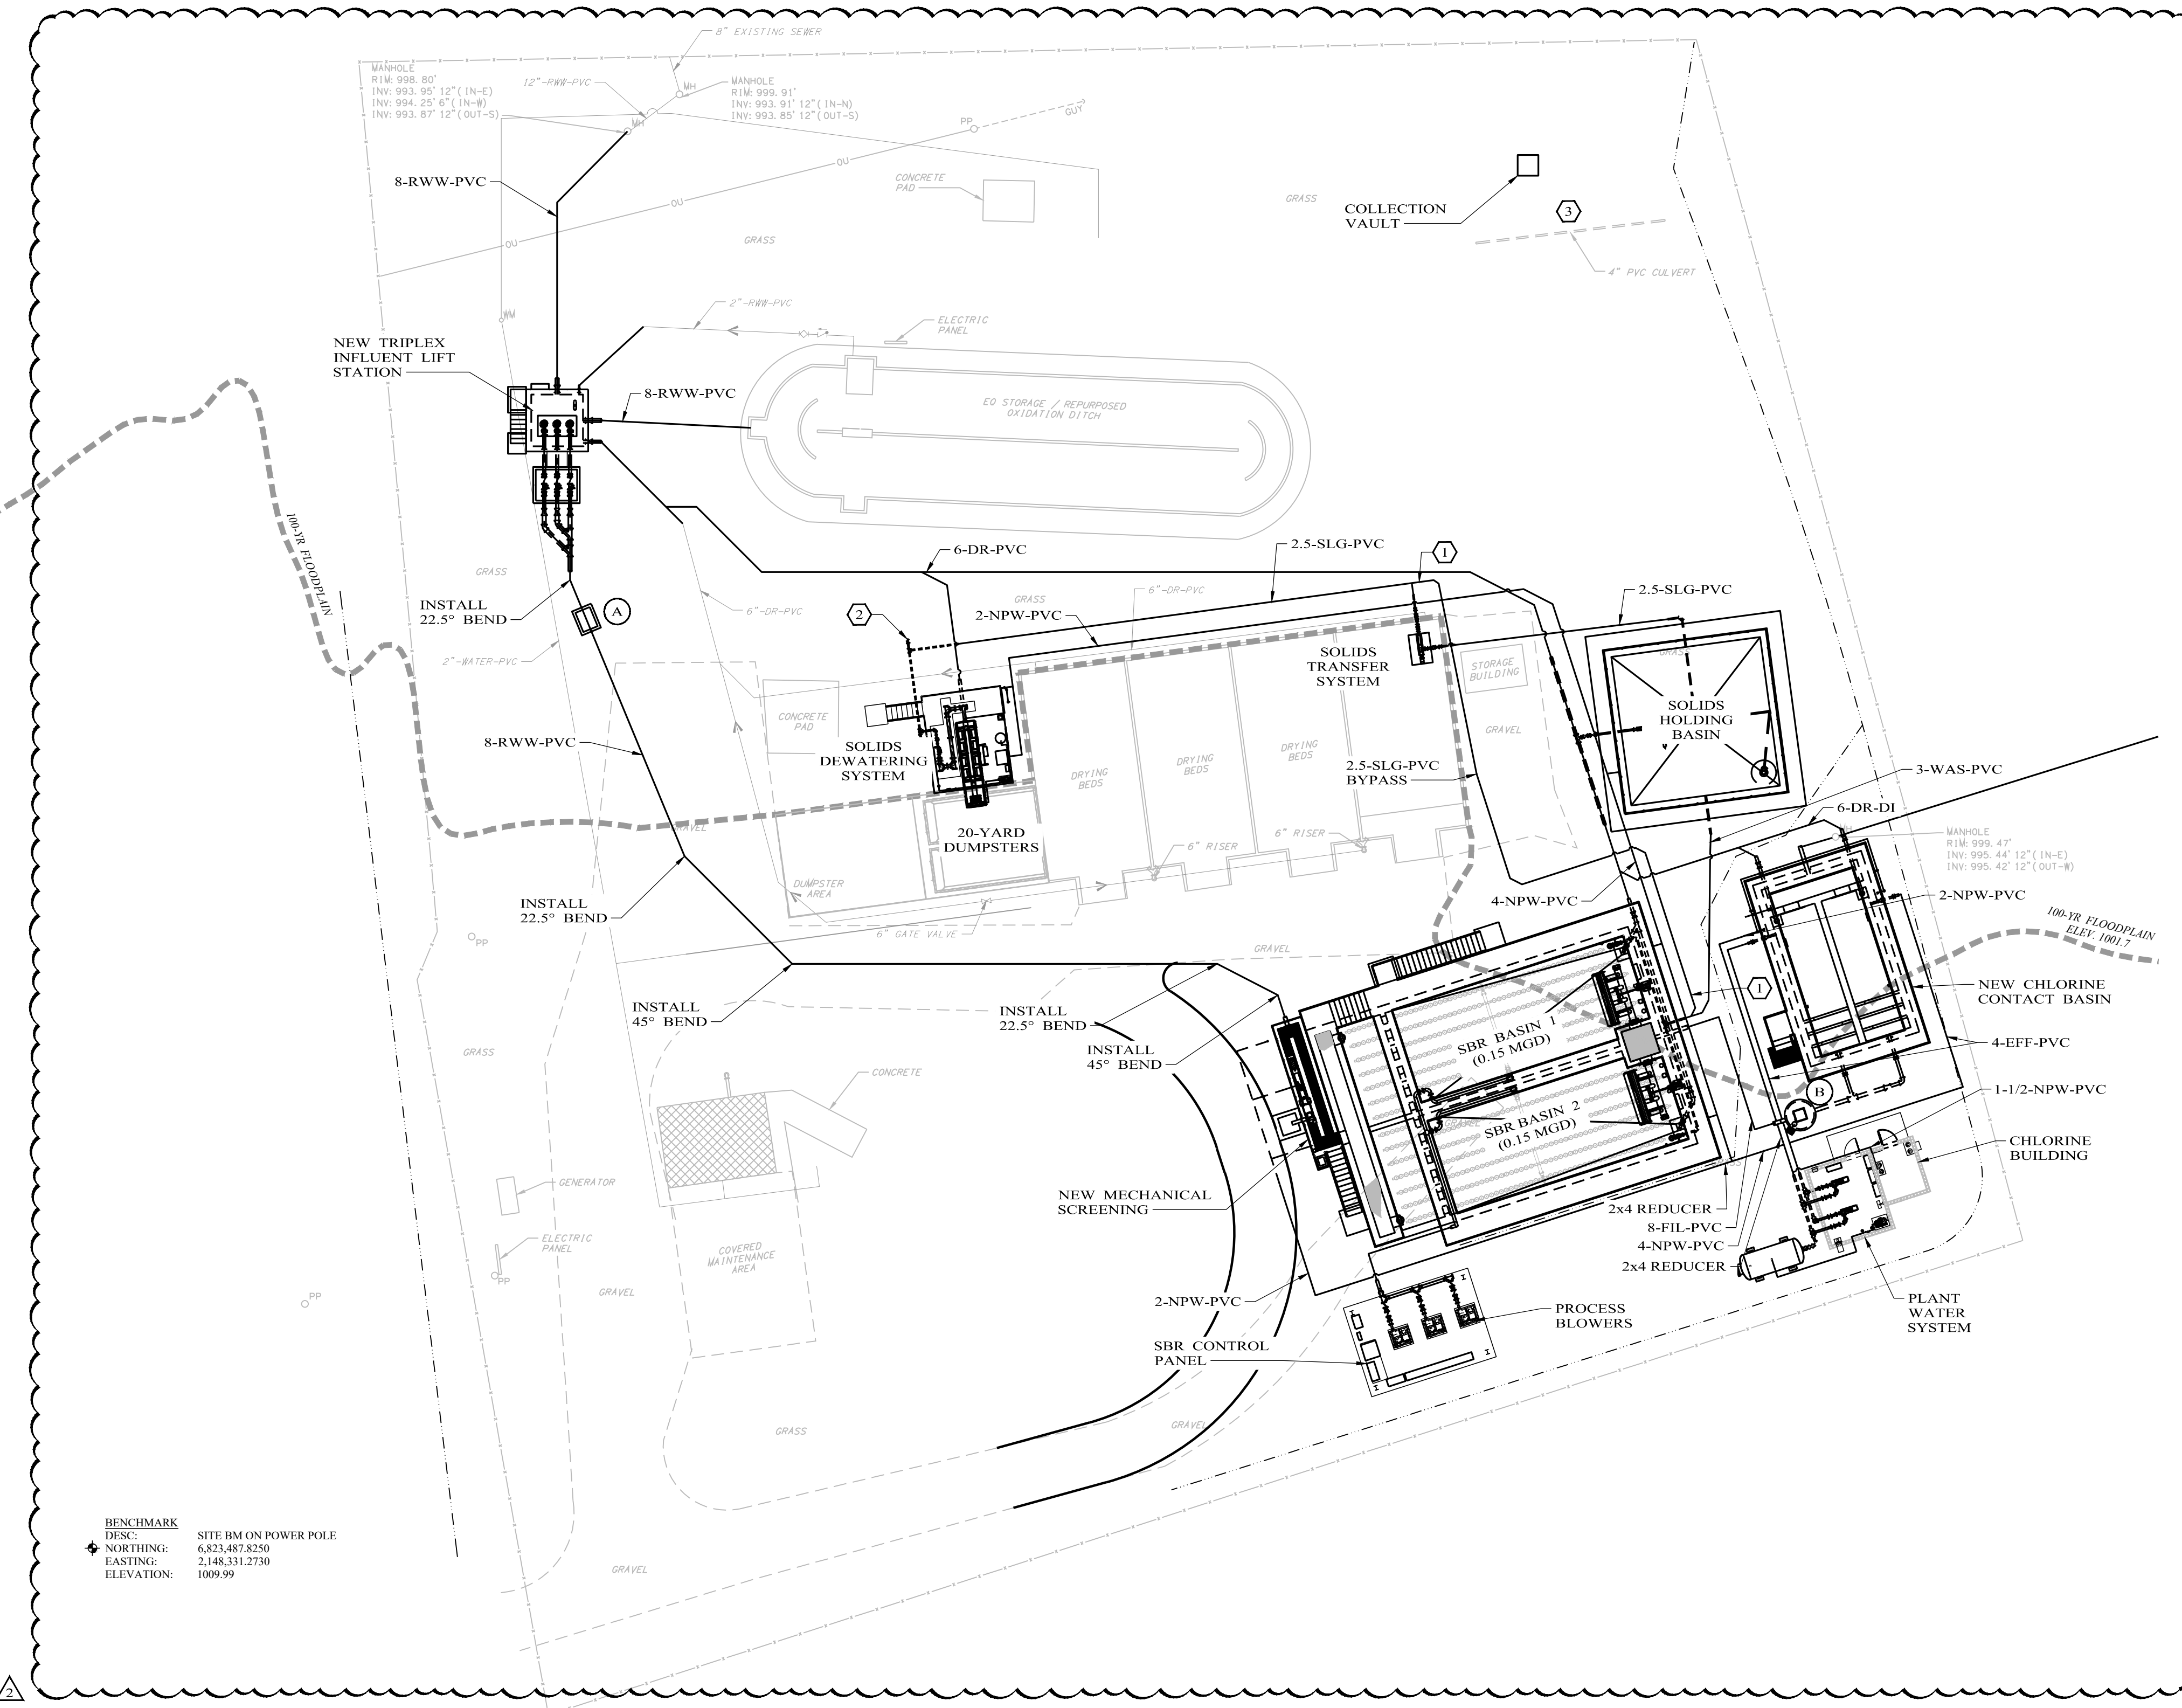 8" EXISTING SEWER
MANHOLE
RIM: 998.80'
INV: 993.95' 12"(IN-E)
INV: 994.25' 6"(IN-W)
INV: 993.87' 12"(OUT-S)
12"-RWW-PVC
MH
MH
MANHOLE
RIM: 999.91'
INV: 993.91' 12"(IN-N)
INV: 993.85' 12"(OUT-S)
PP
GUY
OU
OU
OU
8-RWW-PVC
CONCRETE
PAD
GRASS
GRASS
COLLECTION
VAULT
3
4" PVC CULVERT
WM
2"-RWW-PVC
ELECTRIC
PANEL
NEW TRIPLEX
INFLUENT LIFT
STATION
8-RWW-PVC
EQ STORAGE / REPURPOSED
OXIDATION DITCH
100-YR FLOODPLAIN
GRASS
6-DR-PVC
2.5-SLG-PVC
1
INSTALL
22.5° BEND
A
6"-DR-PVC
2
GRASS
6"-DR-PVC
2-NPW-PVC
2.5-SLG-PVC
2"-WATER-PVC
SOLIDS
TRANSFER
SYSTEM
STORAGE
BUILDING
GRASS
SOLIDS
HOLDING
BASIN
CONCRETE
PAD
8-RWW-PVC
SOLIDS
DEWATERING
SYSTEM
DRYING
BEDS
DRYING
BEDS
DRYING
BEDS
GRAVEL
2.5-SLG-PVC
BYPASS
3-WAS-PVC
6-DR-DI
GRAVEL
20-YARD
DUMPSTERS
6" RISER
6" RISER
MH
MANHOLE
RIM: 999.47'
INV: 995.44' 12"(IN-E)
INV: 995.42' 12"(OUT-W)
DUMPSTER
AREA
INSTALL
22.5° BEND
4-NPW-PVC
2-NPW-PVC
6" GATE VALVE
PP
100-YR FLOODPLAIN
ELEV. 1001.7
GRAVEL
INSTALL
45° BEND
INSTALL
22.5° BEND
1
NEW CHLORINE
CONTACT BASIN
GRASS
INSTALL
45° BEND
SBR BASIN 1
(0.15 MGD)
4-EFF-PVC
CONCRETE
B
1-1/2-NPW-PVC
SBR BASIN 2
(0.15 MGD)
GRAVEL
CHLORINE
BUILDING
GENERATOR
NEW MECHANICAL
SCREENING
2x4 REDUCER
8-FIL-PVC
4-NPW-PVC
2x4 REDUCER
ELECTRIC
PANEL
PP
COVERED
MAINTENANCE
AREA
PP
GRAVEL
2-NPW-PVC
PROCESS
BLOWERS
PLANT
WATER
SYSTEM
SBR CONTROL
PANEL
GRASS
GRAVEL
BENCHMARK
DESC: SITE BM ON POWER POLE
NORTHING: 6,823,487.8250
EASTING: 2,148,331.2730
ELEVATION: 1009.99
GRAVEL
2